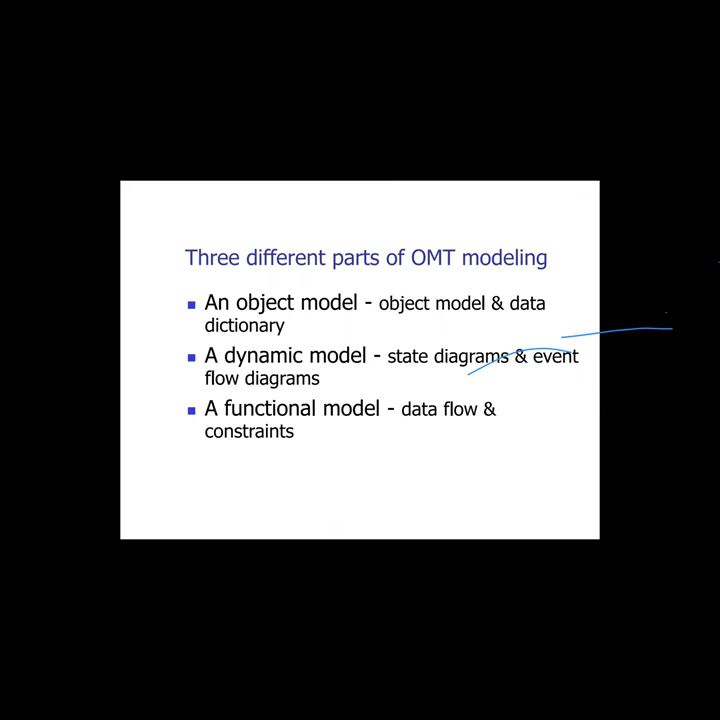 Three different parts of OMT modeling
An object model - object model & data
dictionary
A dynamic model - state diagrams & event
flow diagrams
A functional model - data flow &
constraints